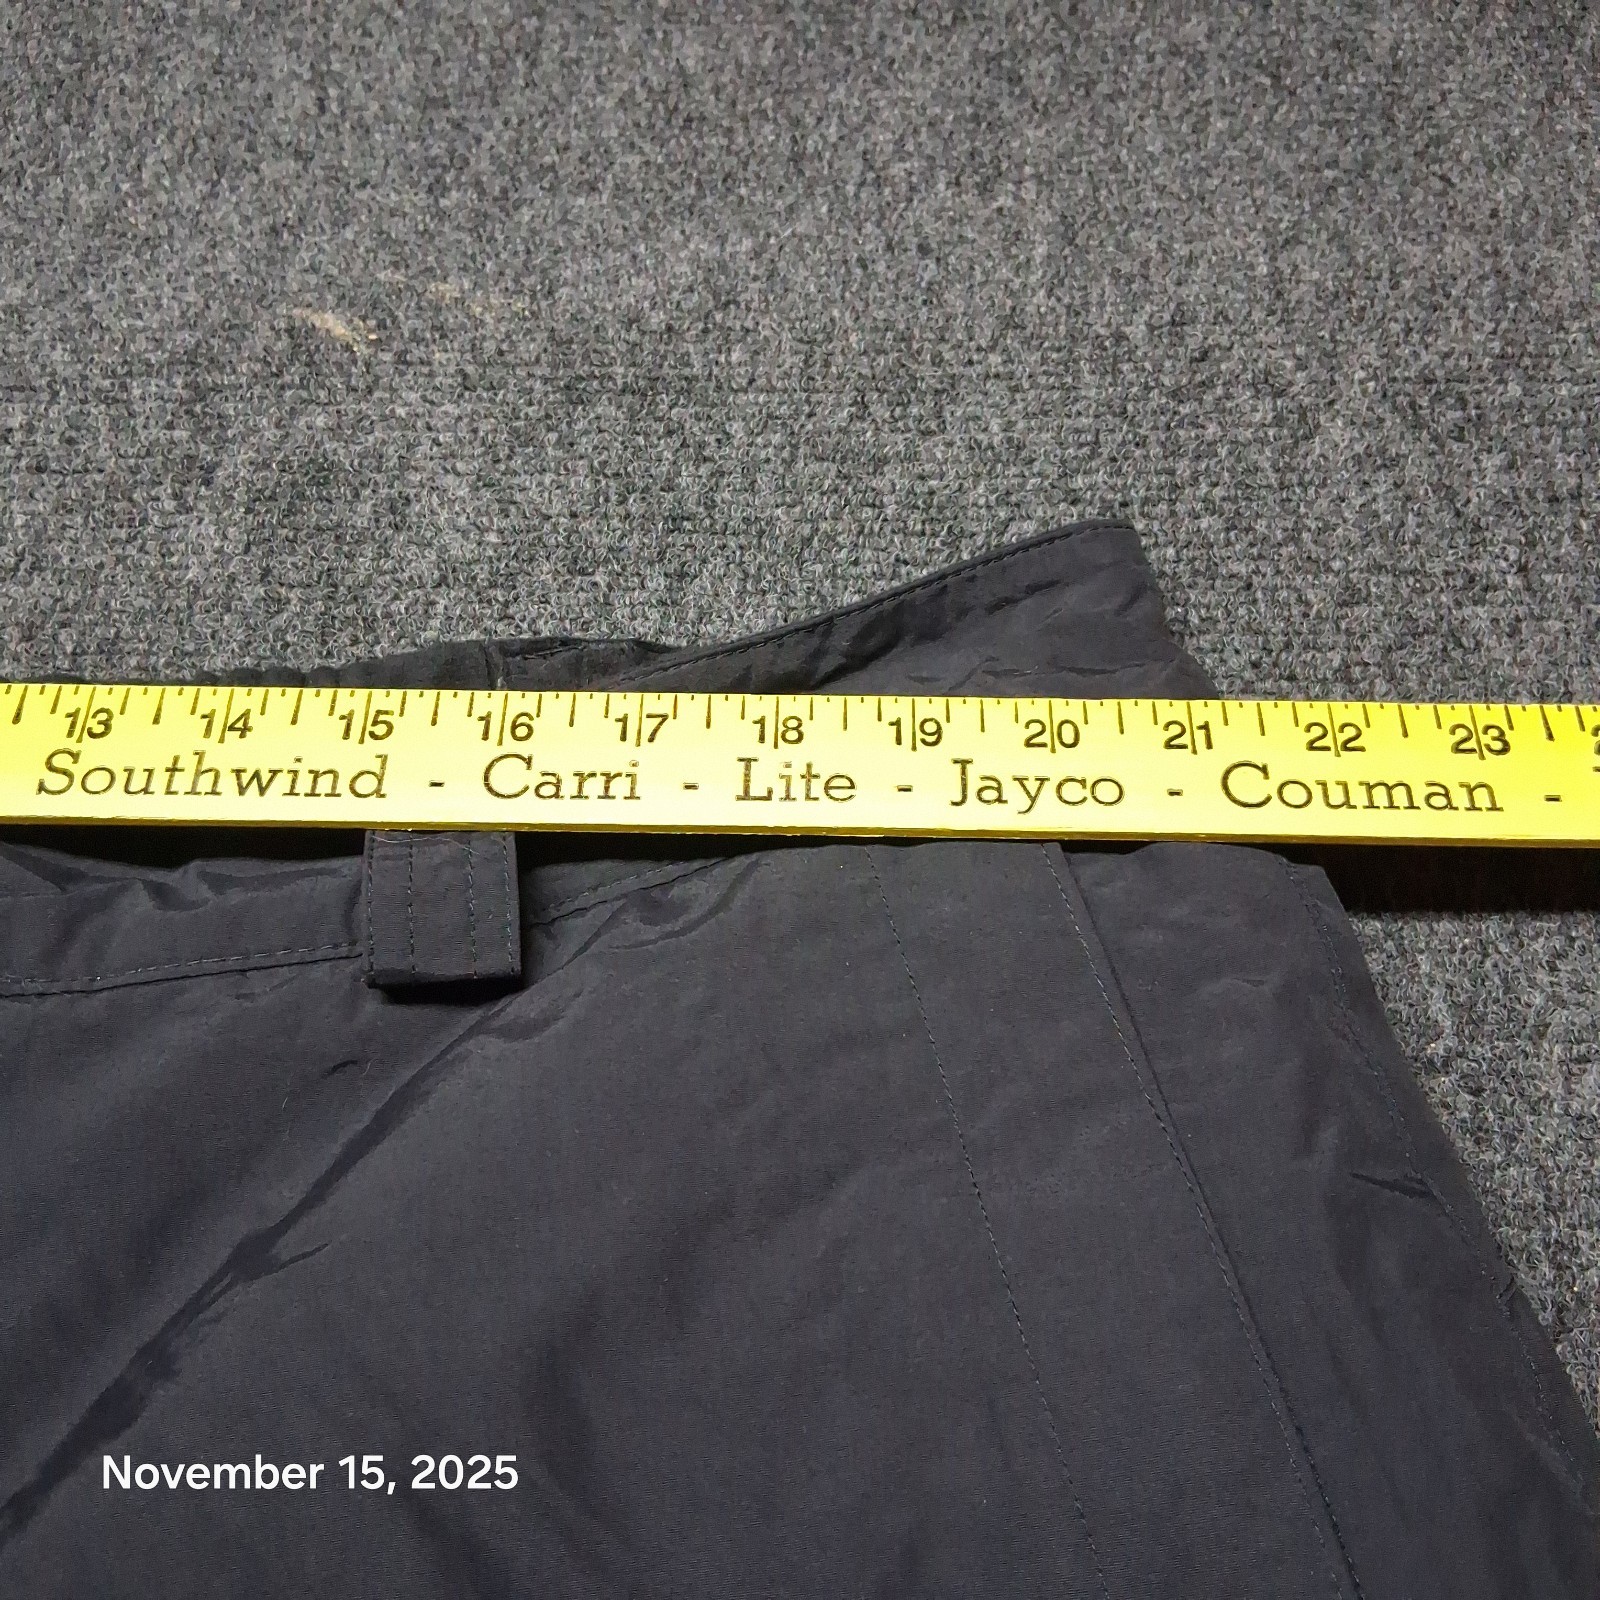 13 14 15 16 17 18 19 20 21 22 23
Southwind - Carri - Lite - Jayco - Couman -
November 15, 2025